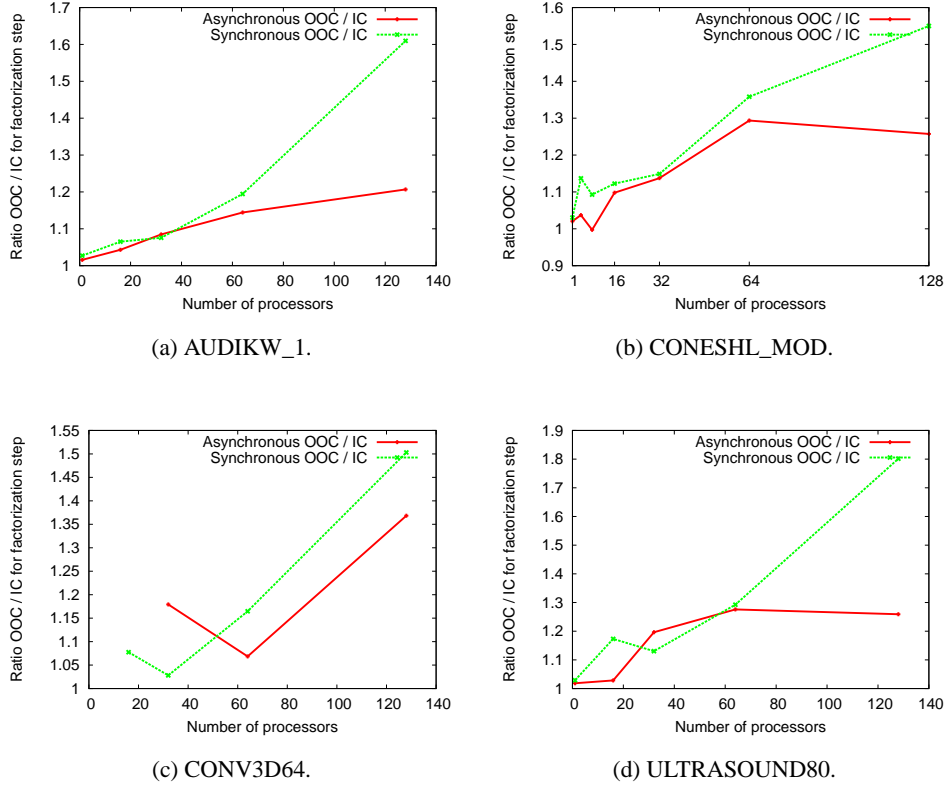 Ratio OOC / IC for factorization step
1.7
1.6
1.5
1.4
1.3
1.2
1.1
1
Asynchronous OOC / IC
Synchronous OOC / IC
0 20 40 60 80 100 120 140
Number of processors
(a) AUDIKW_1.
Ratio OOC / IC for factorization step
1.6
1.5
1.4
1.3
1.2
1.1
1
0.9
Asynchronous OOC / IC
Synchronous OOC / IC
1 16 32 64 128
Number of processors
(b) CONESHL_MOD.
Ratio OOC / IC for factorization step
1.55
1.5
1.45
1.4
1.35
1.3
1.25
1.2
1.15
1.1
1.05
1
Asynchronous OOC / IC
Synchronous OOC / IC
0 20 40 60 80 100 120 140
Number of processors
(c) CONV3D64.
Ratio OOC / IC for factorization step
1.9
1.8
1.7
1.6
1.5
1.4
1.3
1.2
1.1
1
Asynchronous OOC / IC
Synchronous OOC / IC
0 20 40 60 80 100 120 140
Number of processors
(d) ULTRASOUND80.